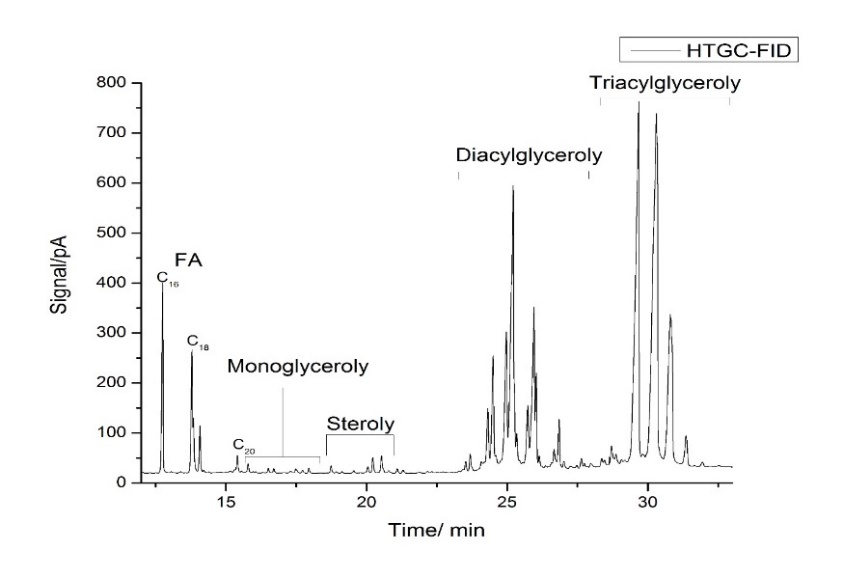 HTGC-FID
Triacylglyceroly
Diacylglyceroly
FA
C16
C18
Monoglyceroly
C20
Steroly
800
700
600
500
400
300
200
100
0
Signal/pA
15
20
25
30
Time/ min